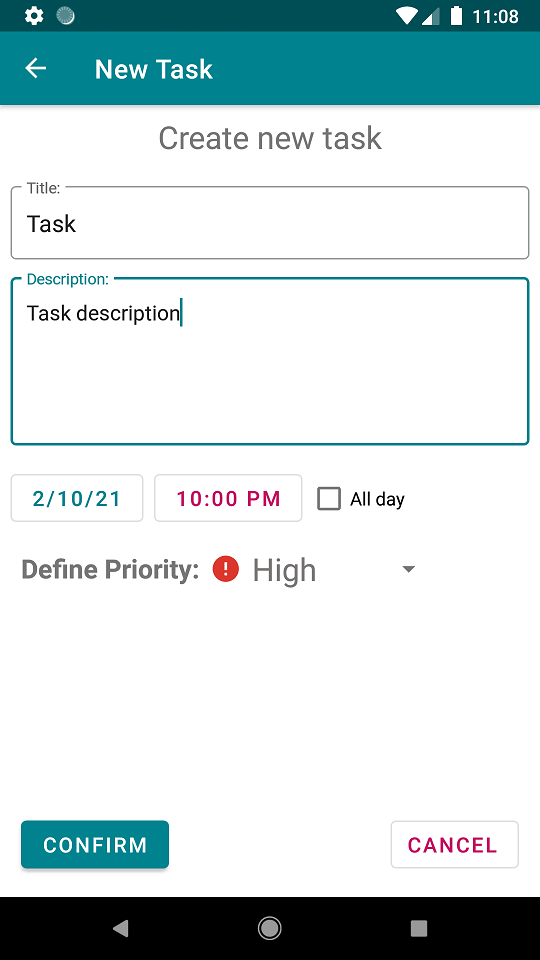 11:08
New Task
Create new task
Title:
Task
Description:
Task description
2/10/21 10:00 PM All day
Define Priority: High
CONFIRM CANCEL